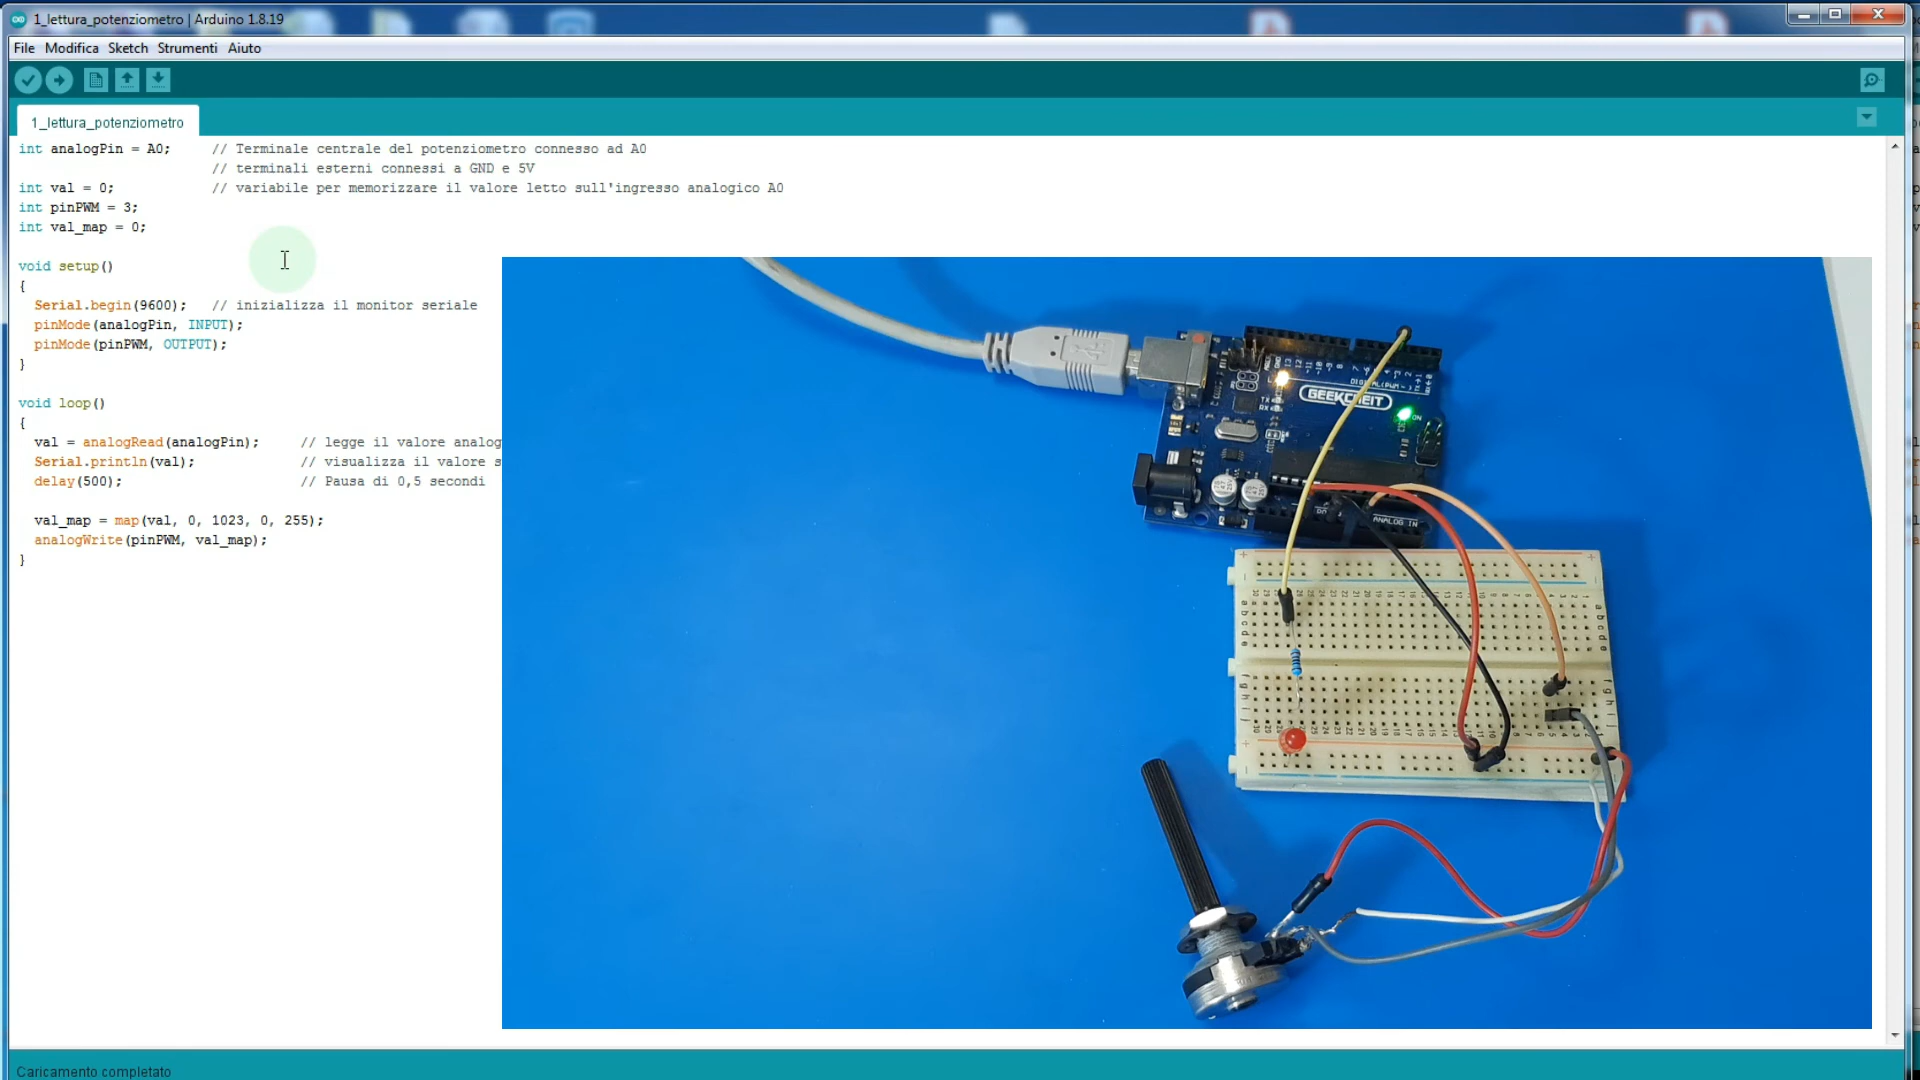 1_lettura_potenziometro | Arduino 1.8.19
File Modifica Sketch Strumenti Aiuto
1_lettura_potenziometro
int analogPin = A0; // Terminale centrale del potenziometro connesso ad A0
// terminali esterni connessi a GND e 5V
int val = 0; // variabile per memorizzare il valore letto sull'ingresso analogico A0
int pinPWM = 3;
int val_map = 0;
void setup()
{
Serial.begin(9600); // inizializza il monitor seriale
pinMode(analogPin, INPUT);
pinMode(pinPWM, OUTPUT);
}
void loop()
{
val = analogRead(analogPin); // legge il valore analog
Serial.println(val); // visualizza il valore s
delay(500); // Pausa di 0,5 secondi
val_map = map(val, 0, 1023, 0, 255);
analogWrite(pinPWM, val_map);
}
GEEKCREIT
ON
TX
RX
ANALOG IN
Caricamento completato